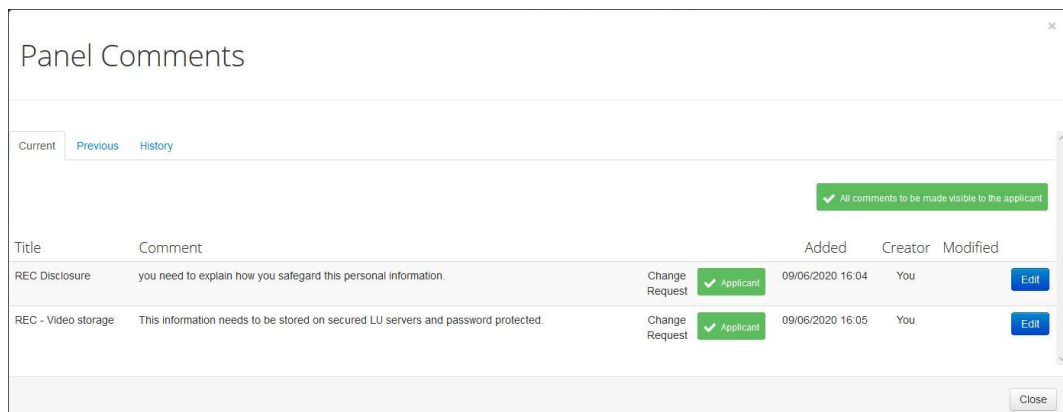 ×
Panel Comments
Current Previous History
✔ All comments to be made visible to the applicant
Title Comment Added Creator Modified
REC Disclosure you need to explain how you safegard this personal information. Change Request ✔ Applicant 09/06/2020 16:04 You Edit
REC - Video storage This information needs to be stored on secured LU servers and password protected. Change Request ✔ Applicant 09/06/2020 16:05 You Edit
Close